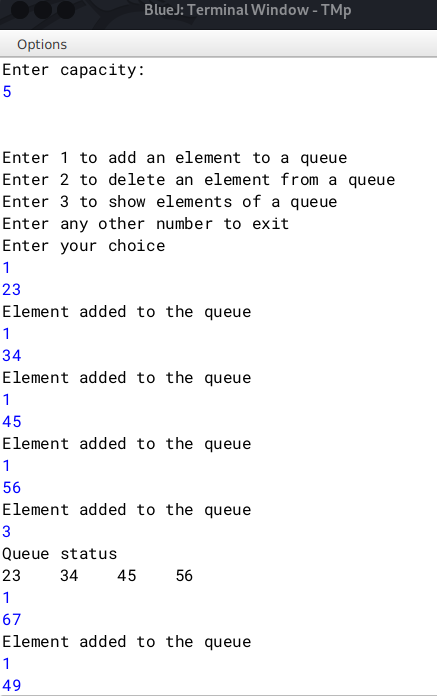 BlueJ: Terminal Window - TMp
Options
Enter capacity:
5
Enter 1 to add an element to a queue
Enter 2 to delete an element from a queue
Enter 3 to show elements of a queue
Enter any other number to exit
Enter your choice
1
23
Element added to the queue
1
34
Element added to the queue
1
45
Element added to the queue
1
56
Element added to the queue
3
Queue status
23    34    45    56
1
67
Element added to the queue
1
49